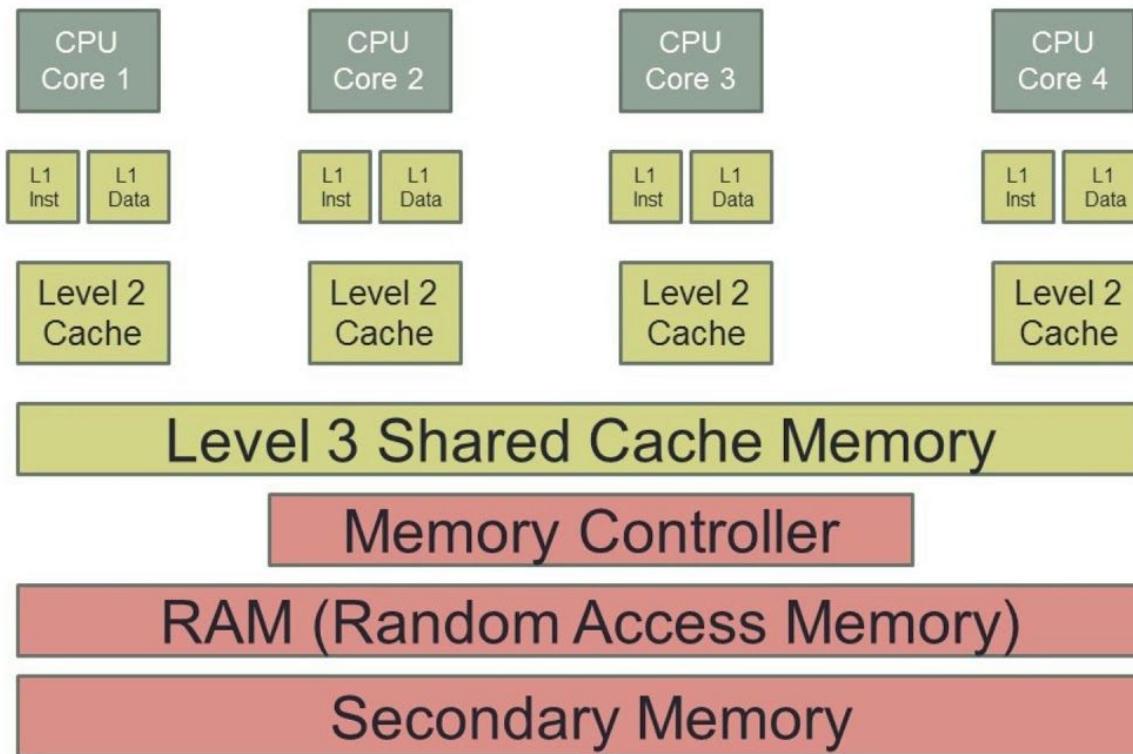 CPU
Core 1
CPU
Core 2
CPU
Core 3
CPU
Core 4
L1
Inst
L1
Data
L1
Inst
L1
Data
L1
Inst
L1
Data
L1
Inst
L1
Data
Level 2
Cache
Level 2
Cache
Level 2
Cache
Level 2
Cache
Level 3 Shared Cache Memory
Memory Controller
RAM (Random Access Memory)
Secondary Memory